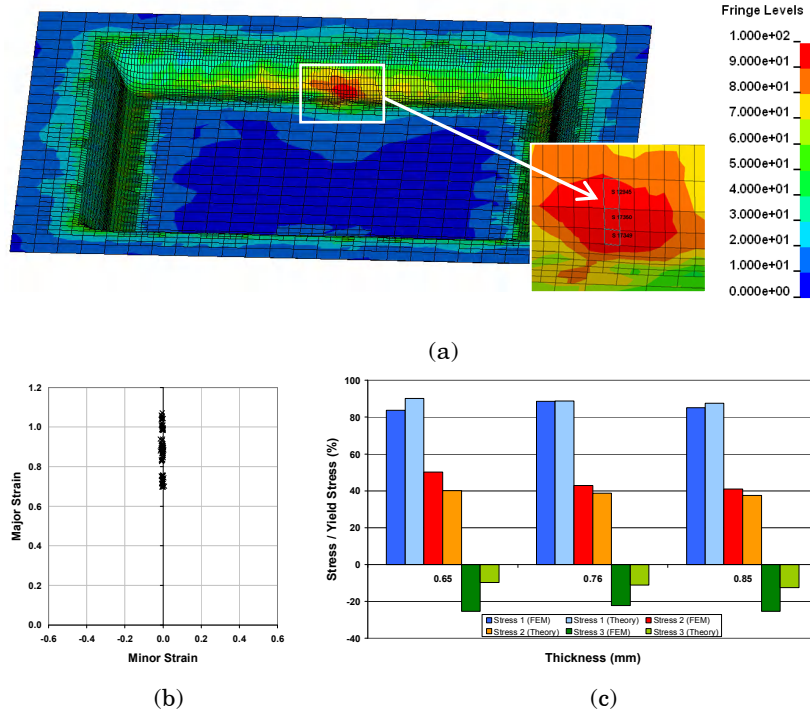 Fringe Levels
1.000e+02
9.000e+01
8.000e+01
7.000e+01
6.000e+01
5.000e+01
4.000e+01
3.000e+01
2.000e+01
1.000e+01
0.000e+00
(a)
Major Strain
1.2
1.0
0.8
0.6
0.4
0.2
0.0
-0.6 -0.4 -0.2 0.0 0.2 0.4 0.6
Minor Strain
(b)
Stress / Yield Stress (%)
100
80
60
40
20
0
-20
-40
0.65 0.76 0.85
Stress 1 (FEM) Stress 1 (Theory) Stress 2 (FEM)
Stress 2 (Theory) Stress 3 (FEM) Stress 3 (Theory)
Thickness (mm)
(c)